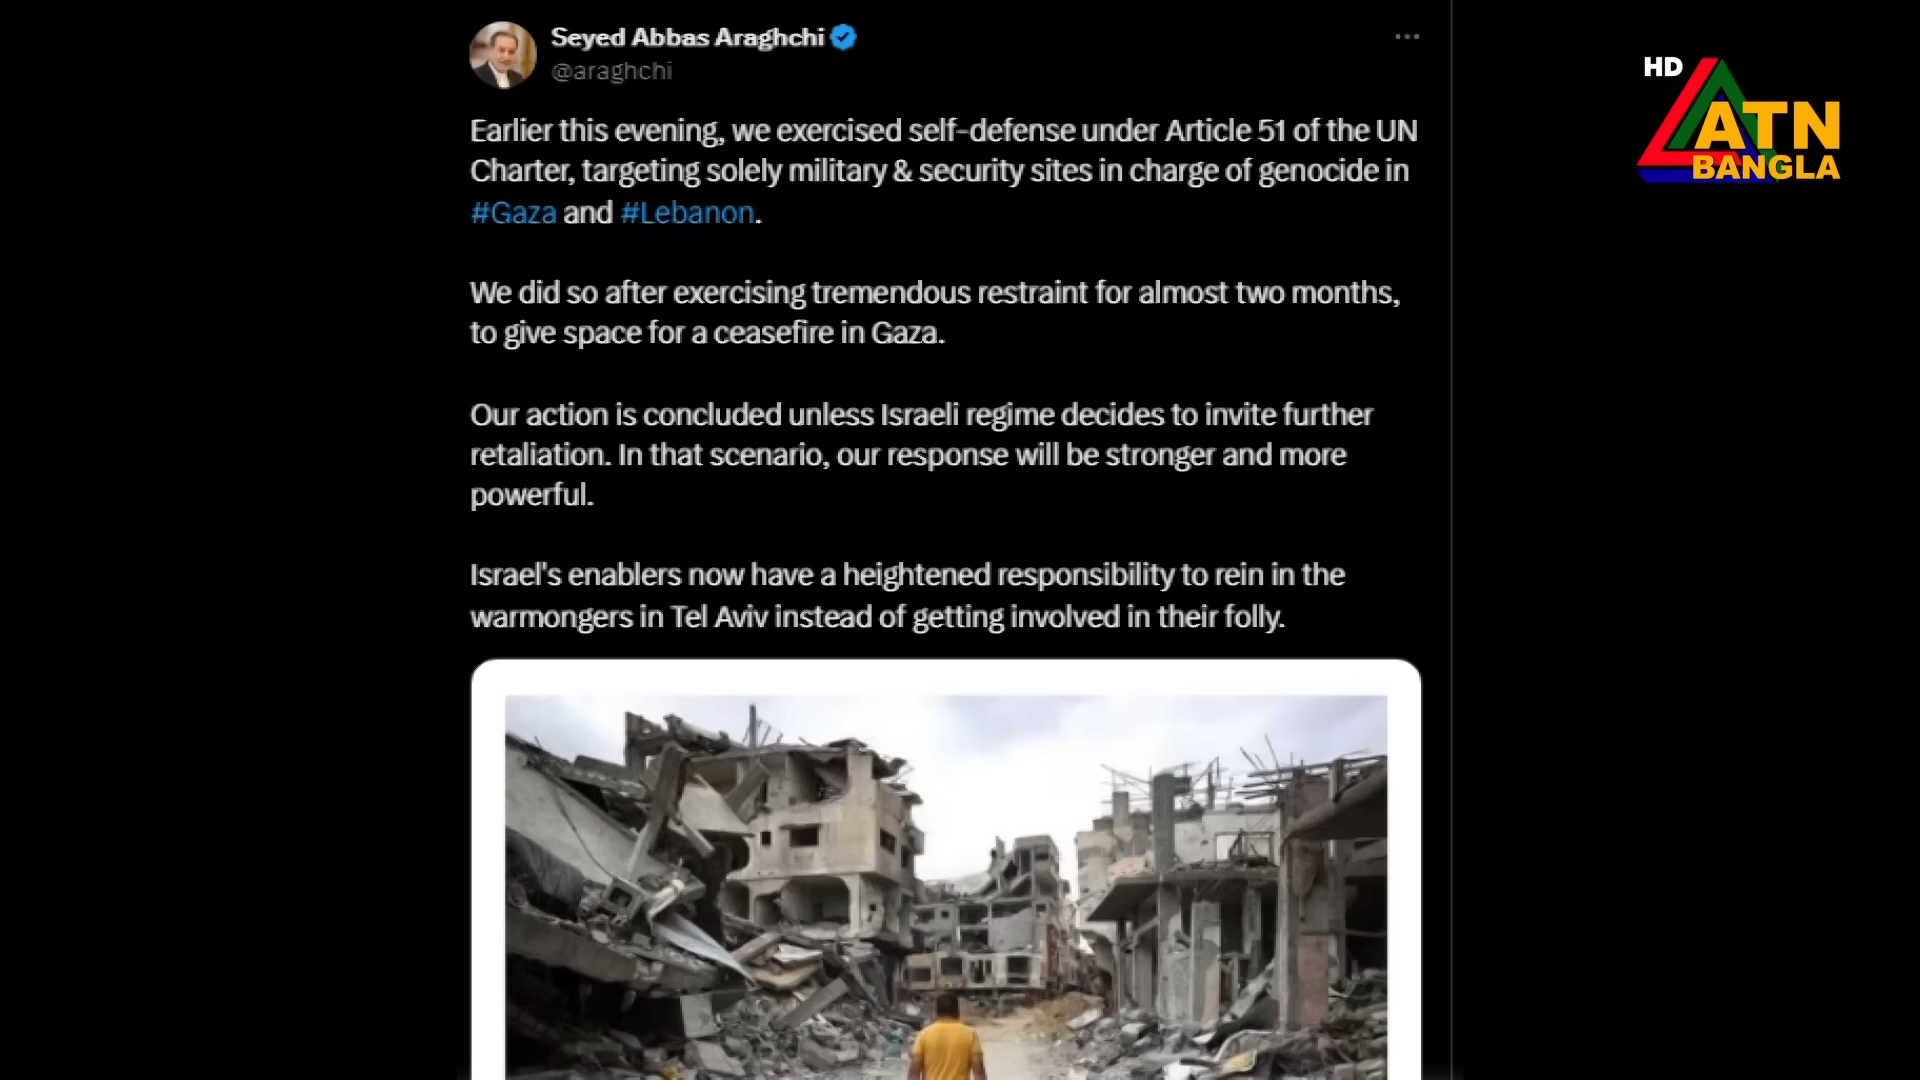 Seyed Abbas Araghchi
@araghchi
HD
ATN
BANGLA
Earlier this evening, we exercised self-defense under Article 51 of the UN
Charter, targeting solely military & security sites in charge of genocide in
#Gaza and #Lebanon.
We did so after exercising tremendous restraint for almost two months,
to give space for a ceasefire in Gaza.
Our action is concluded unless Israeli regime decides to invite further
retaliation. In that scenario, our response will be stronger and more
powerful.
Israel's enablers now have a heightened responsibility to rein in the
warmongers in Tel Aviv instead of getting involved in their folly.